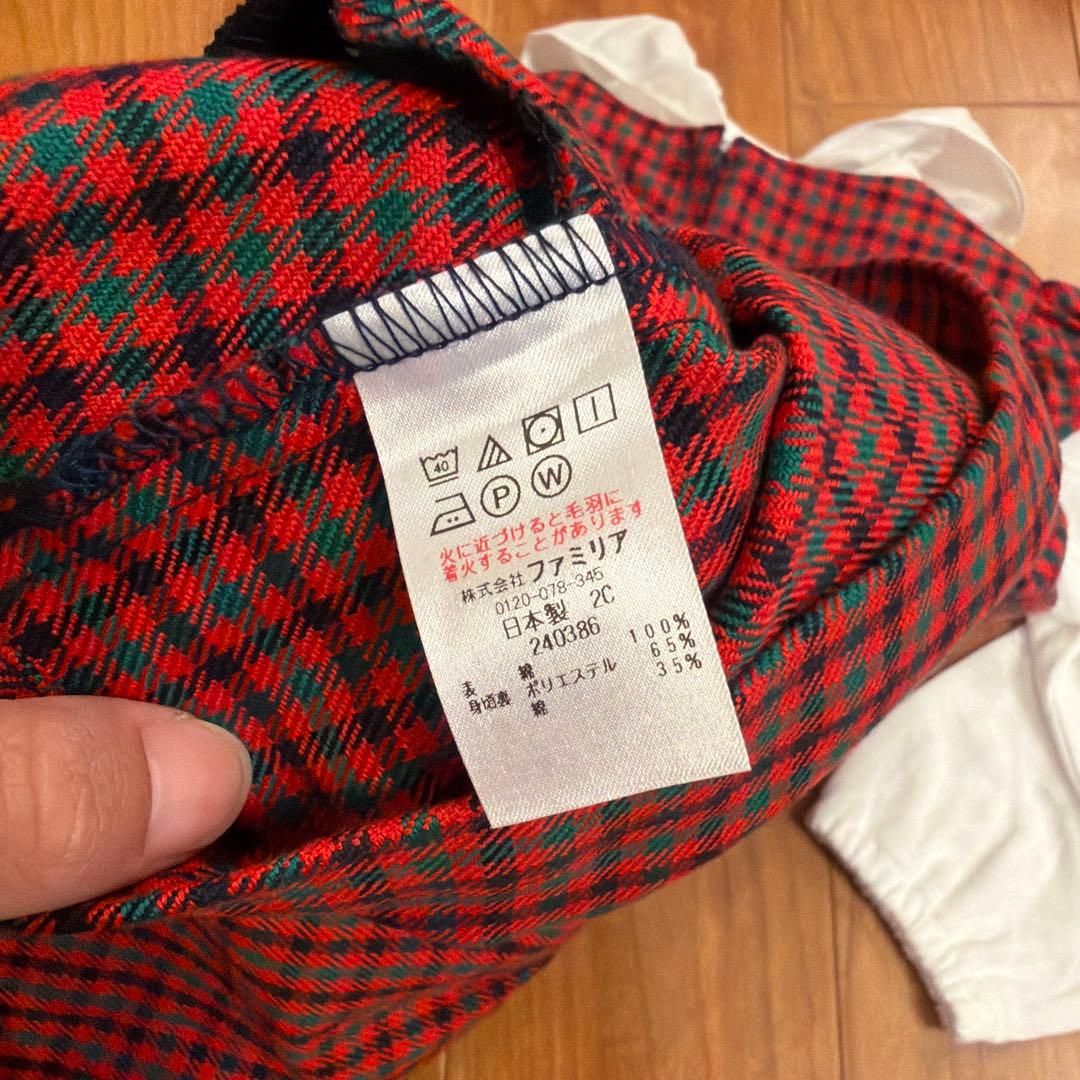 40
P W
火に近づけると毛羽に
着火することがあります
株式会社 ファミリア
0120-078-345
日本製 2C
240386
表 綿 100%
身頃裏 ポリエステル 65%
綿 35%